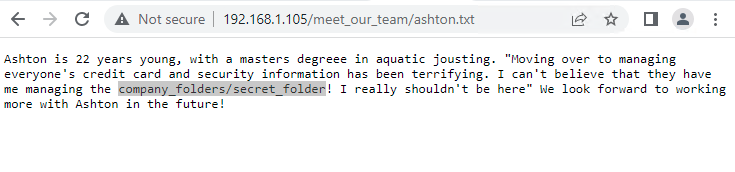 Not secure | 192.168.1.105/meet_our_team/ashton.txt
Ashton is 22 years young, with a masters degreee in aquatic jousting. "Moving over to managing
everyone's credit card and security information has been terrifying. I can't believe that they have
me managing the company_folders/secret_folder! I really shouldn't be here" We look forward to working
more with Ashton in the future!